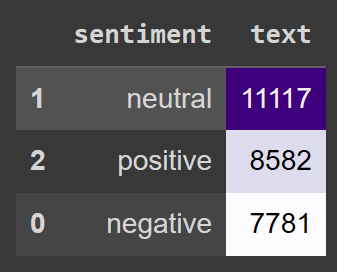 sentiment text
1 neutral 11117
2 positive 8582
0 negative 7781